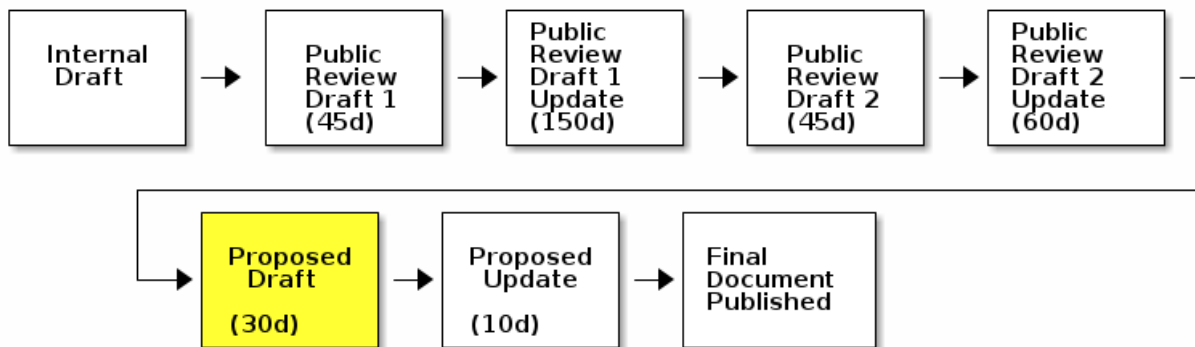 Internal
Draft
Public
Review
Draft 1
(45d)
Public
Review
Draft 1
Update
(150d)
Public
Review
Draft 2
(45d)
Public
Review
Draft 2
Update
(60d)
Proposed
Draft
(30d)
Proposed
Update
(10d)
Final
Document
Published